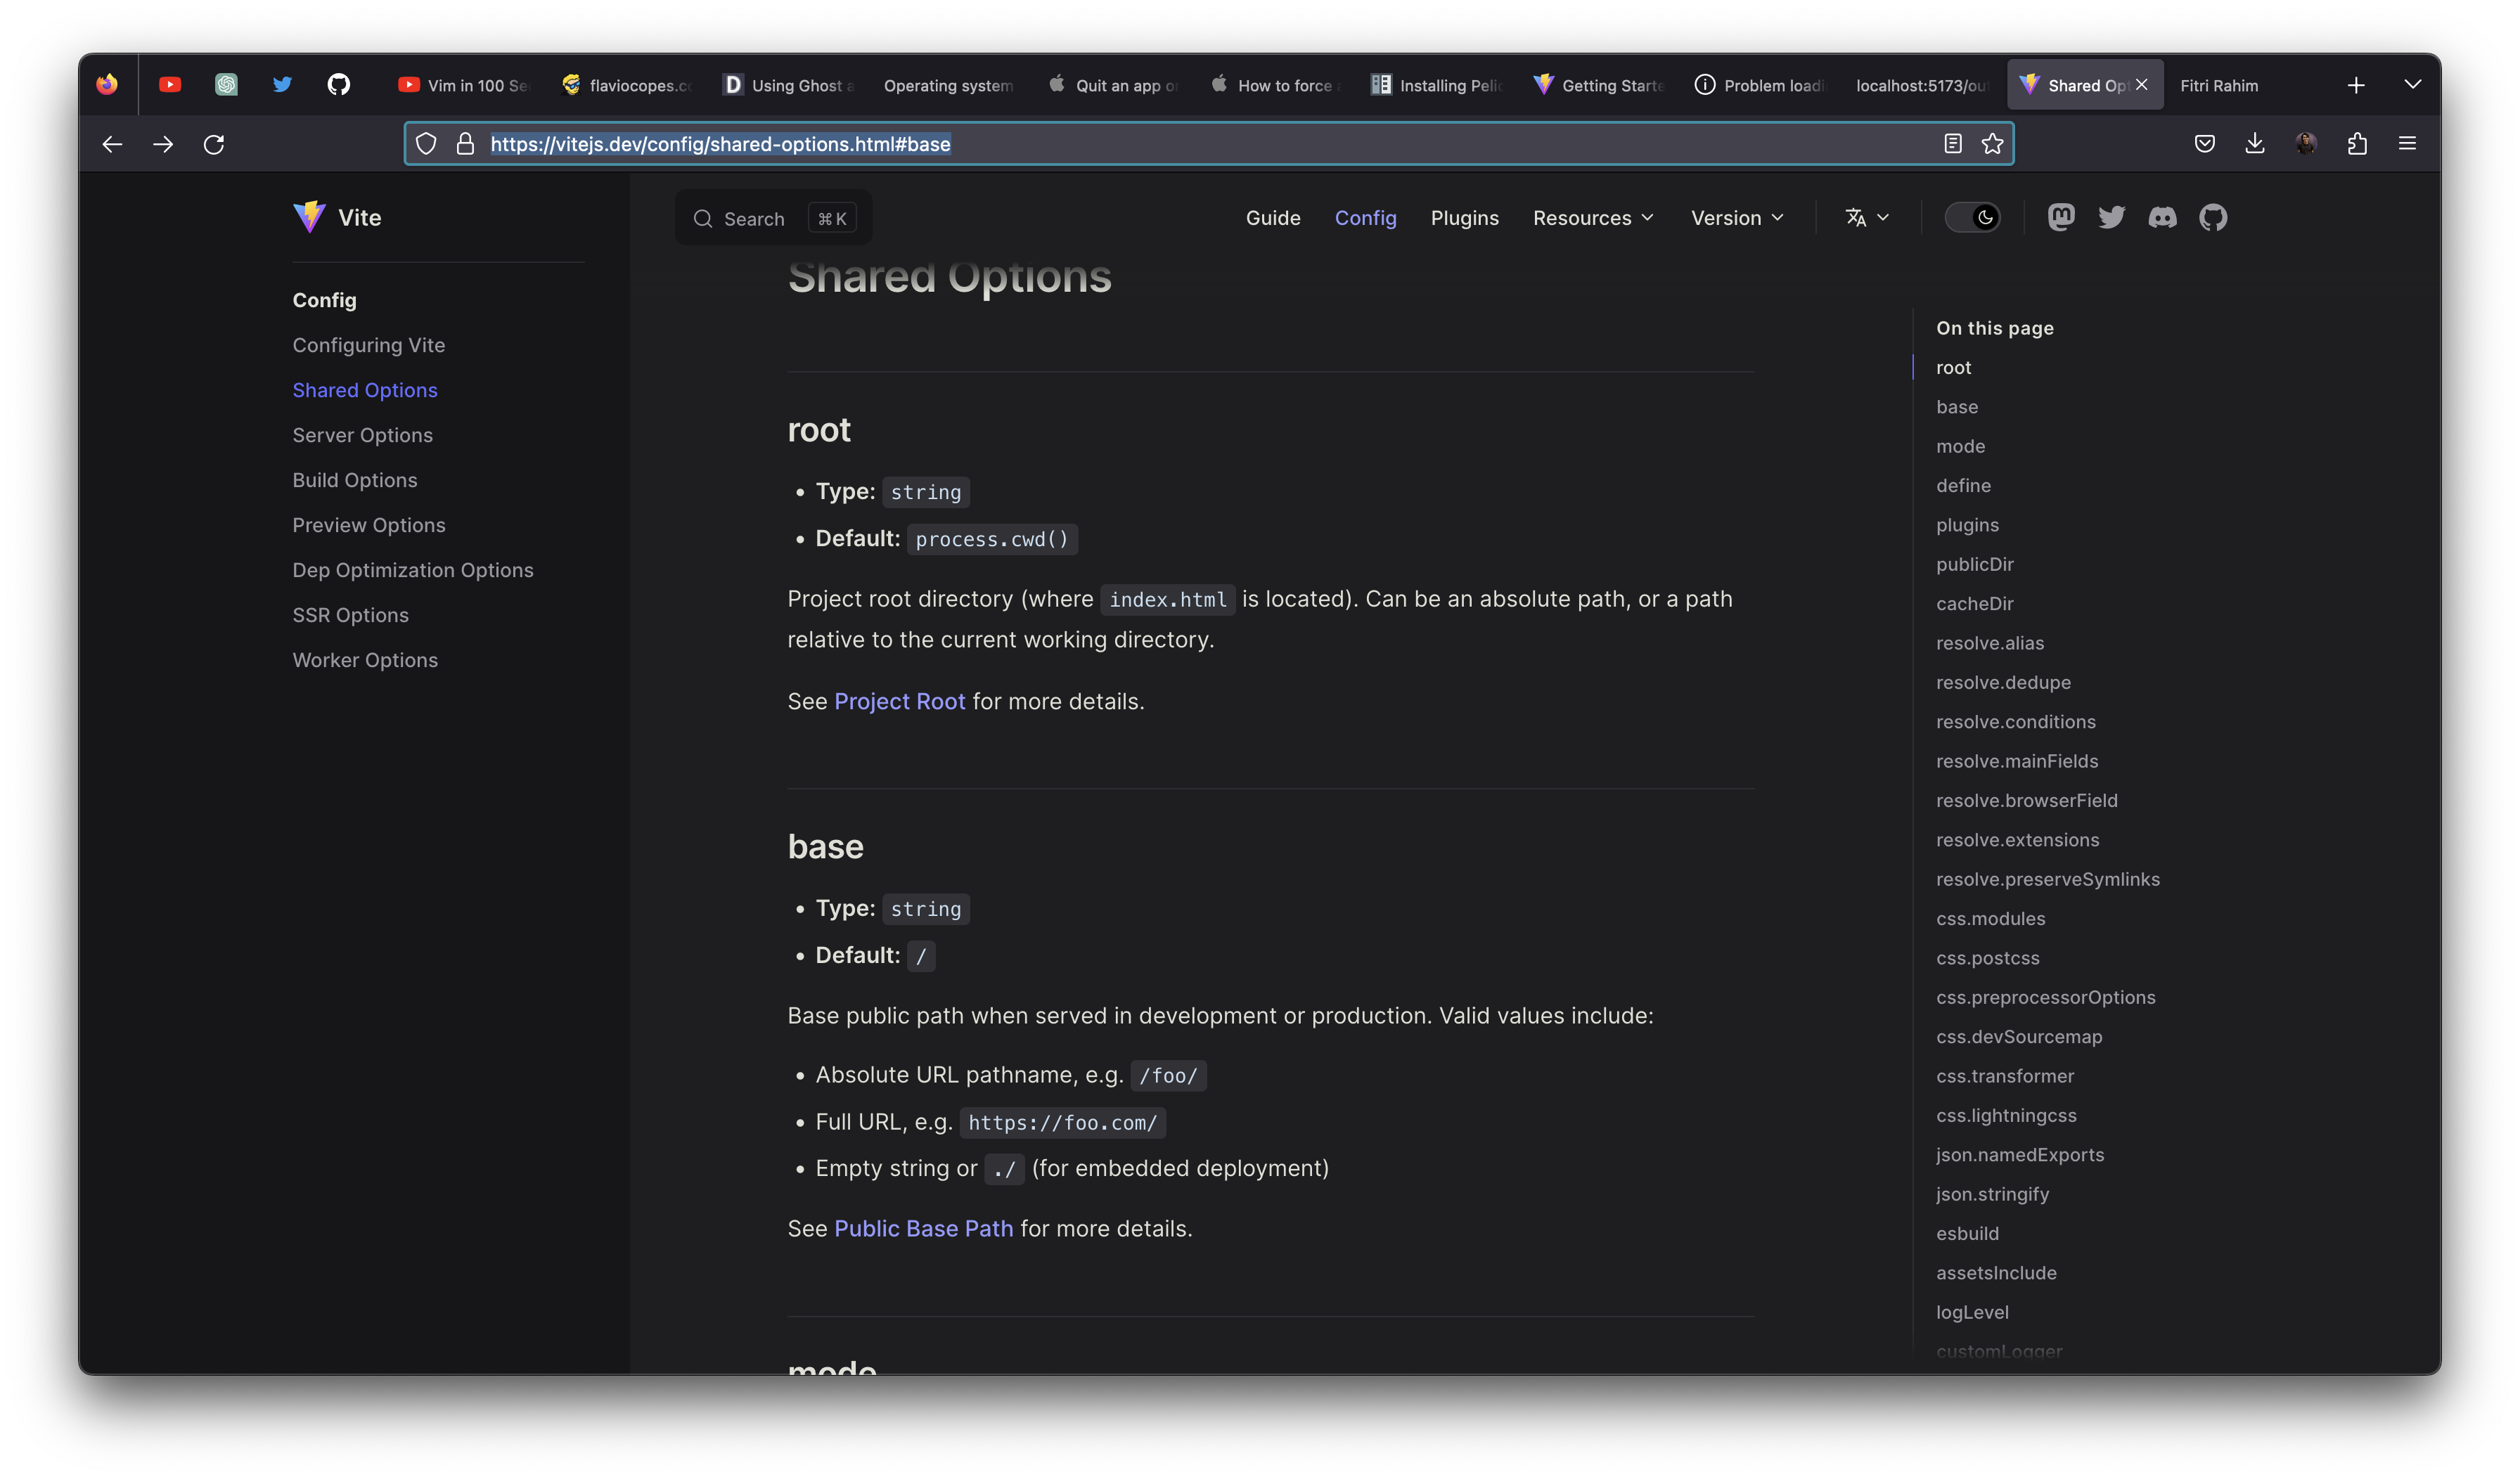 Vim in 100 Se
flaviocopes.co
Using Ghost a
Operating system
Quit an app or
How to force a
Installing Pelic
Getting Starte
Problem loadi
localhost:5173/ou
Shared Opt
Fitri Rahim
https://vitejs.dev/config/shared-options.html#base
Vite
Search ⌘ K
Guide
Config
Plugins
Resources
Version
Config
Configuring Vite
Shared Options
Server Options
Build Options
Preview Options
Dep Optimization Options
SSR Options
Worker Options
Shared Options
root
• Type: string
• Default: process.cwd()
Project root directory (where index.html is located). Can be an absolute path, or a path
relative to the current working directory.
See Project Root for more details.
base
• Type: string
• Default: /
Base public path when served in development or production. Valid values include:
• Absolute URL pathname, e.g. /foo/
• Full URL, e.g. https://foo.com/
• Empty string or ./ (for embedded deployment)
See Public Base Path for more details.
mode
On this page
root
base
mode
define
plugins
publicDir
cacheDir
resolve.alias
resolve.dedupe
resolve.conditions
resolve.mainFields
resolve.browserField
resolve.extensions
resolve.preserveSymlinks
css.modules
css.postcss
css.preprocessorOptions
css.devSourcemap
css.transformer
css.lightningcss
json.namedExports
json.stringify
esbuild
assetsInclude
logLevel
customLogger